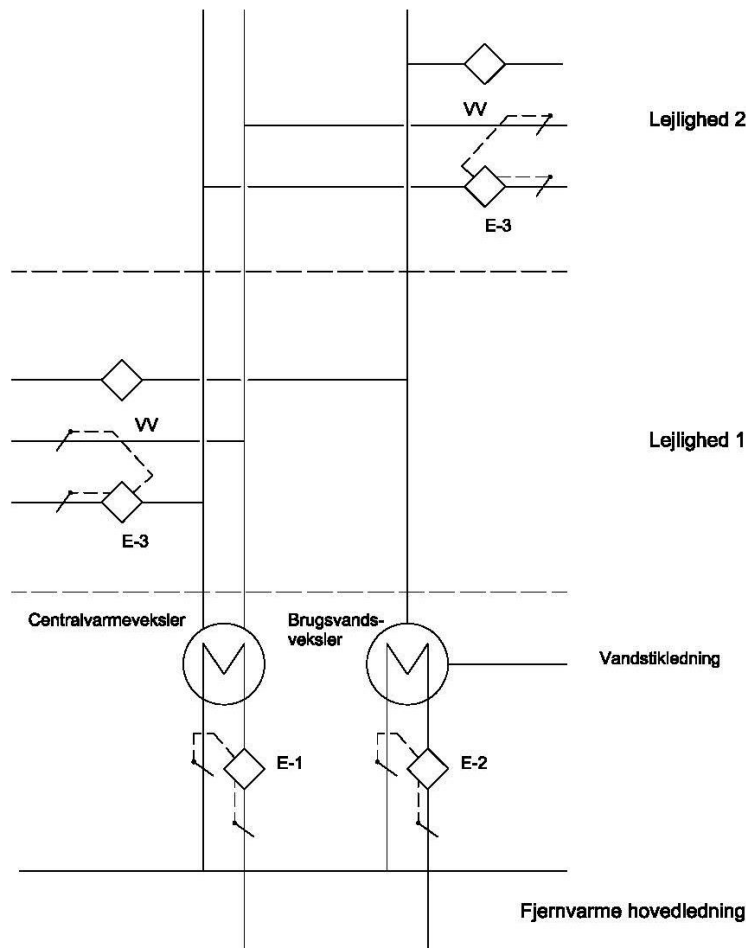 VV
Lejlighed 2
E-3
VV
Lejlighed 1
E-3
Centralvarmeveksler
Brugsvands-
veksler
Vandstikledning
E-1
E-2
Fjernvarme hovedledning